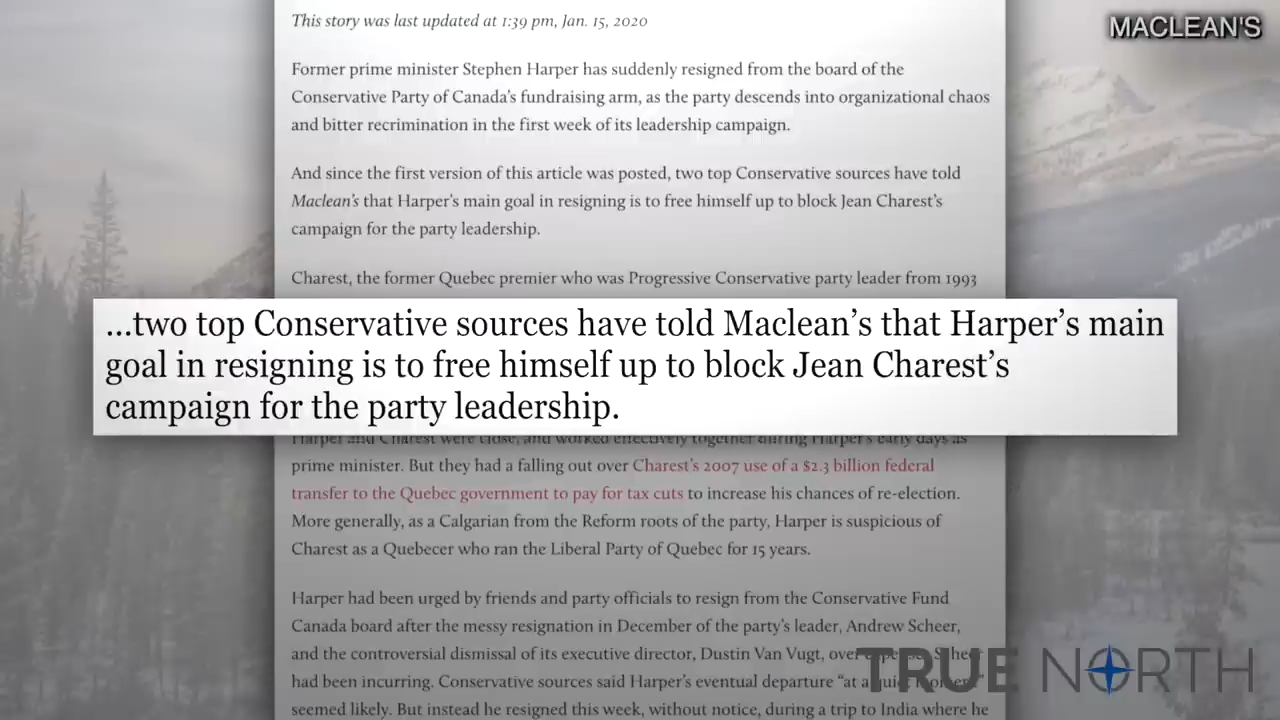 This story was last updated at 1:39 pm, Jan. 15, 2020
MACLEAN'S
Former prime minister Stephen Harper has suddenly resigned from the board of the
Conservative Party of Canada's fundraising arm, as the party descends into organizational chaos
and bitter recrimination in the first week of its leadership campaign.
And since the first version of this article was posted, two top Conservative sources have told
Maclean's that Harper's main goal in resigning is to free himself up to block Jean Charest's
campaign for the party leadership.
Charest, the former Quebec premier who was Progressive Conservative party leader from 1993
...two top Conservative sources have told Maclean's that Harper's main
goal in resigning is to free himself up to block Jean Charest's
campaign for the party leadership.
Harper and Charest were close, and worked effectively together during Harper's early days as
prime minister. But they had a falling out over Charest's 2007 use of a $2.3 billion federal
transfer to the Quebec government to pay for tax cuts to increase his chances of re-election.
More generally, as a Calgarian from the Reform roots of the party, Harper is suspicious of
Charest as a Quebecer who ran the Liberal Party of Quebec for 15 years.
Harper had been urged by friends and party officials to resign from the Conservative Fund
Canada board after the messy resignation in December of the party's leader, Andrew Scheer,
and the controversial dismissal of its executive director, Dustin Van Vugt, over
had been incurring. Conservative sources said Harper's eventual departure "at a
seemed likely. But instead he resigned this week, without notice, during a trip to India where he
TRUE NORTH